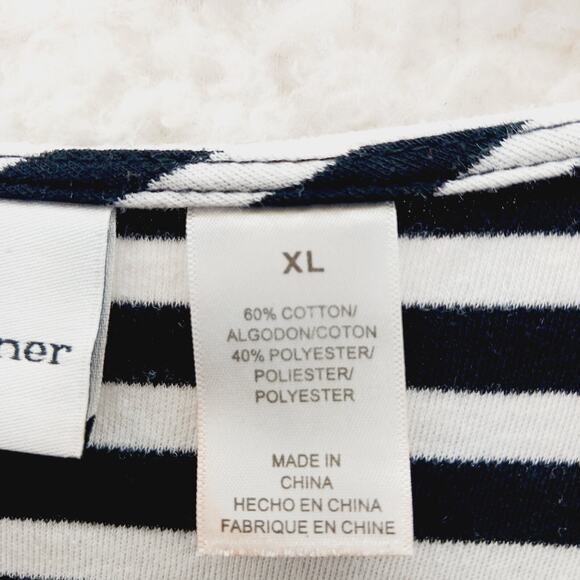 ner
XL
60% COTTON/
ALGODON/COTON
40% POLYESTER/
POLIESTER/
POLYESTER
MADE IN
CHINA
HECHO EN CHINA
FABRIQUE EN CHINE